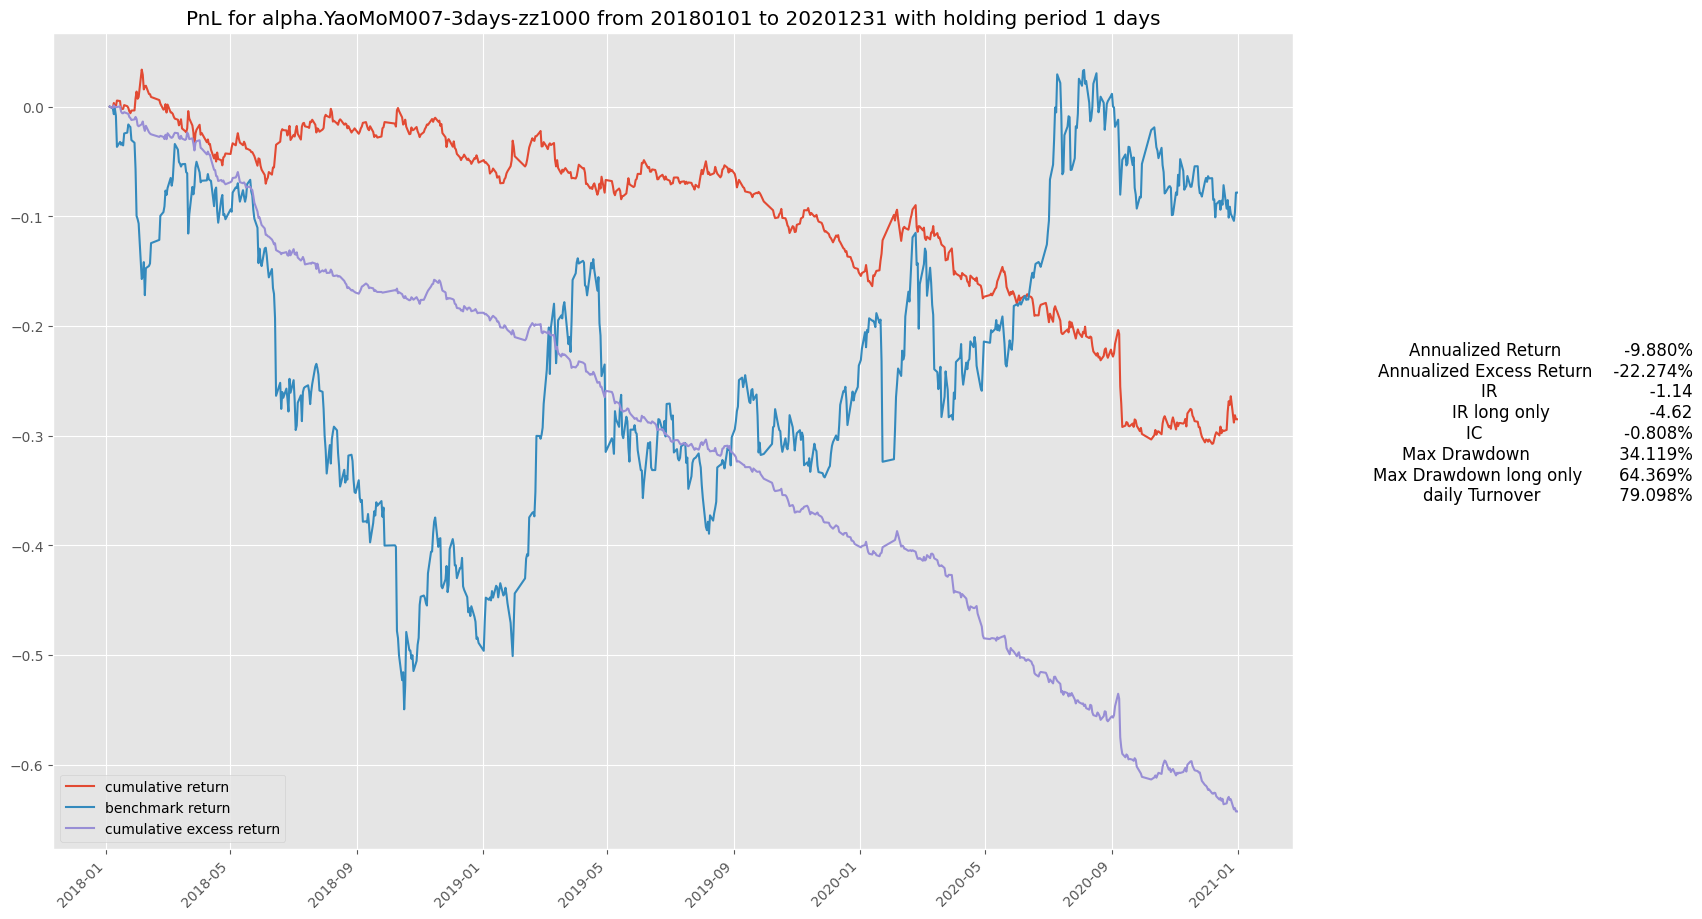 PnL for alpha.YaoMoM007-3days-zz1000 from 20180101 to 20201231 with holding period 1 days
0.0
−0.1
−0.2
−0.3
−0.4
−0.5
−0.6
cumulative return
benchmark return
cumulative excess return
2018-01
2018-05
2018-09
2019-01
2019-05
2019-09
2020-01
2020-05
2020-09
2021-01
Annualized Return -9.880%
Annualized Excess Return -22.274%
IR -1.14
IR long only -4.62
IC -0.808%
Max Drawdown 34.119%
Max Drawdown long only 64.369%
daily Turnover 79.098%